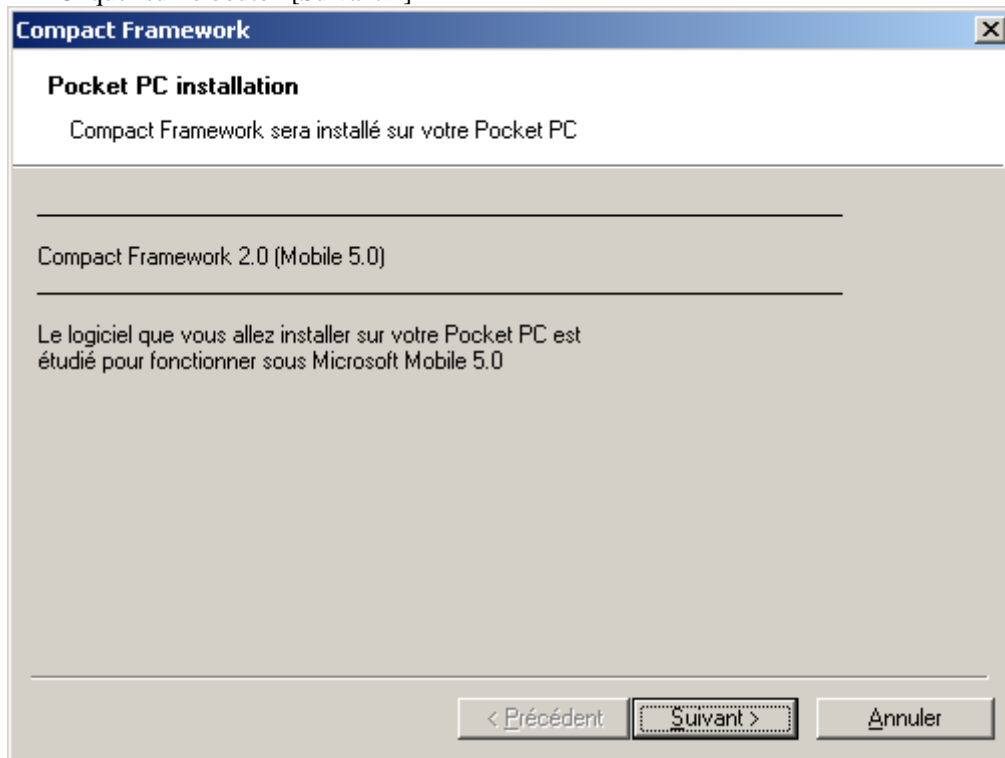 Compact Framework
Pocket PC installation
Compact Framework sera installé sur votre Pocket PC
Compact Framework 2.0 (Mobile 5.0)
Le logiciel que vous allez installer sur votre Pocket PC est
étudié pour fonctionner sous Microsoft Mobile 5.0
< Précédent Suivant > Annuler